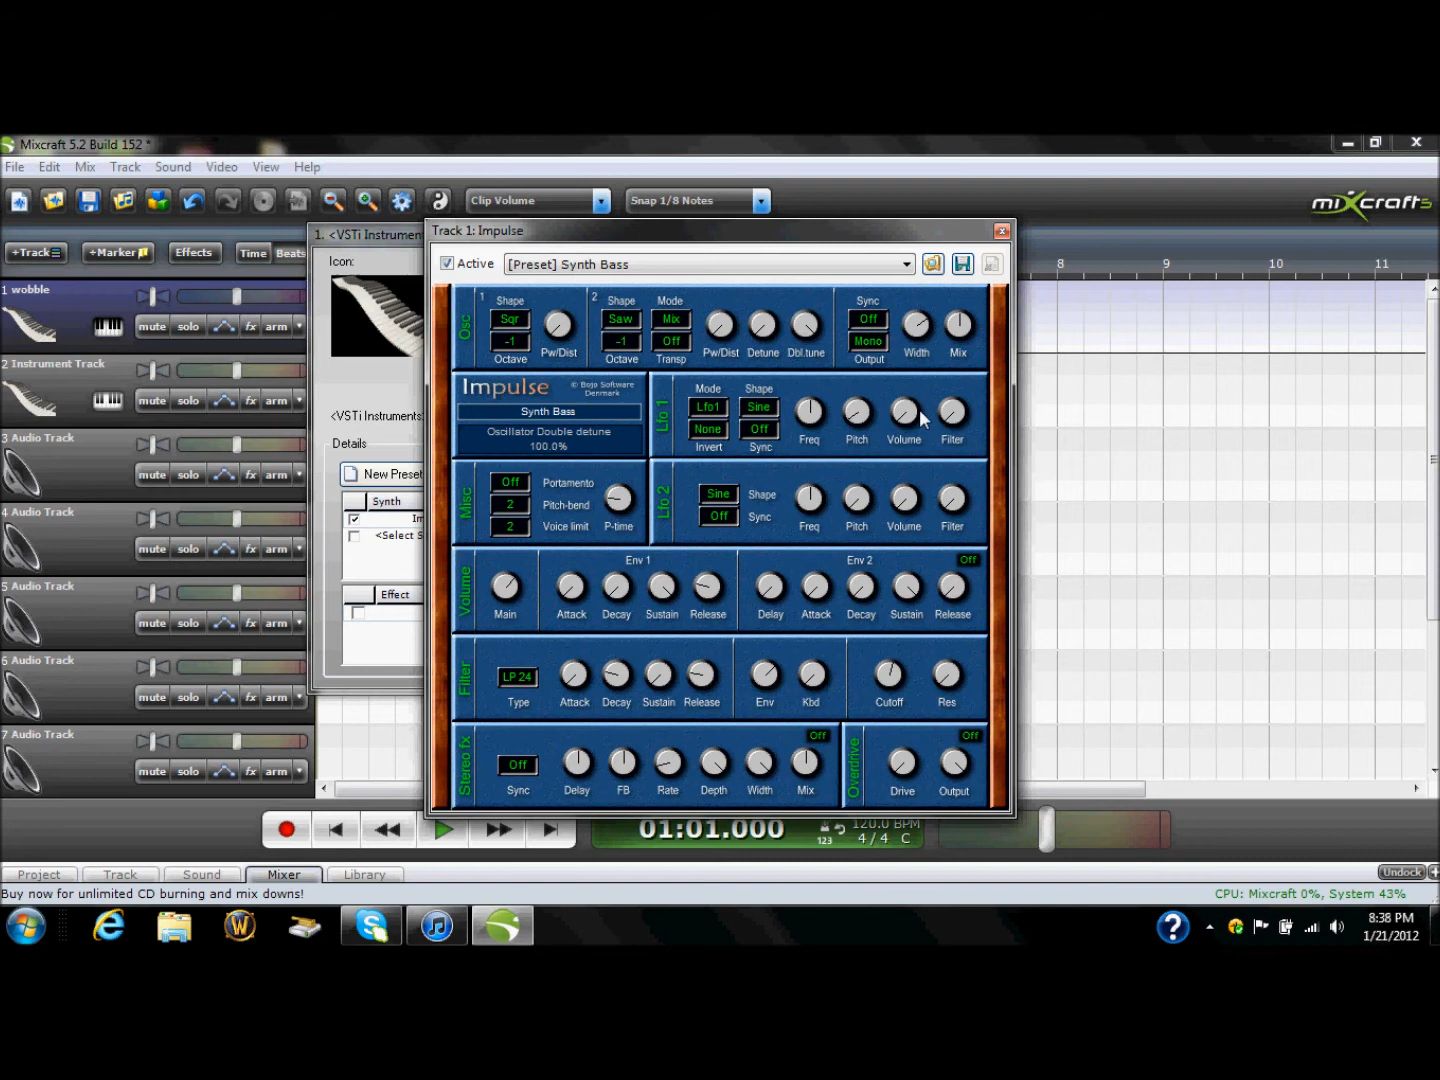 Mixcraft 5.2 Build 152 *
File Edit Mix Track Sound Video View Help
Clip Volume
Snap 1/8 Notes
mixcraft5
+Track
+Marker
Effects
Time
Beats
8 9 10 11
1 wobble
mute solo fx arm
2 Instrument Track
mute solo fx arm
3 Audio Track
mute solo fx arm
4 Audio Track
mute solo fx arm
5 Audio Track
mute solo fx arm
6 Audio Track
mute solo fx arm
7 Audio Track
mute solo fx arm
1. <VSTi Instrumen
Icon:
<VSTi Instruments
Details
New Preset
Synth
Im
<Select S
Effect
Track 1: Impulse
Active
[Preset] Synth Bass
Osc
1 Shape 2 Shape Mode Sync
Sqr Saw Mix Off
-1 -1 Off Mono
Octave Pw/Dist Octave Transp Pw/Dist Detune Dbl.tune Output Width Mix
Impulse
© Bojo Software
Denmark
Synth Bass
Oscillator Double detune
100.0%
Lfo 1
Mode Shape
Lfo1 Sine
None Off
Invert Sync
Freq Pitch Volume Filter
Misc
Off Portamento
2 Pitch-bend
2 Voice limit
P-time
Lfo 2
Sine Shape
Off Sync
Freq Pitch Volume Filter
Volume
Main
Env 1
Attack Decay Sustain Release
Env 2
Off
Delay Attack Decay Sustain Release
Filter
LP 24
Type
Attack Decay Sustain Release
Env Kbd
Cutoff Res
Stereo fx
Off
Off
Sync Delay FB Rate Depth Width Mix
Overdrive
Off
Drive Output
01:01.000
123
120.0 BPM
4 / 4 C
Project Track Sound Mixer Library
Undock
Buy now for unlimited CD burning and mix downs!
CPU: Mixcraft 0%, System 43%
8:38 PM
1/21/2012